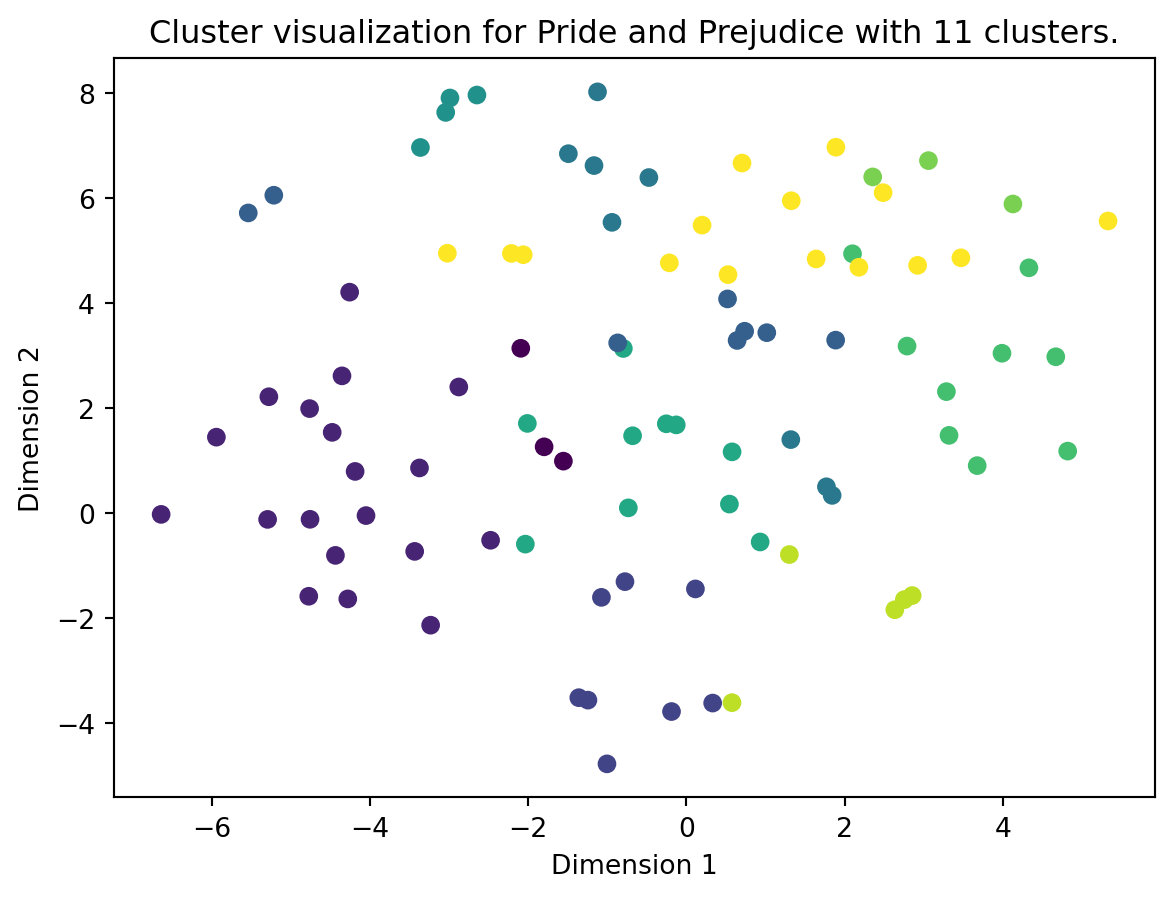 Cluster visualization for Pride and Prejudice with 11 clusters.
8
6
4
2
0
−2
−4
Dimension 2
−6 −4 −2 0 2 4
Dimension 1